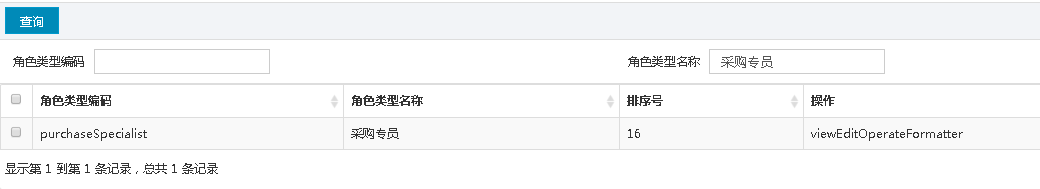 查询
角色类型编码 角色类型名称 采购专员
角色类型编码 角色类型名称 排序号 操作
purchaseSpecialist 采购专员 16 viewEditOperateFormatter
显示第 1 到第 1 条记录，总共 1 条记录